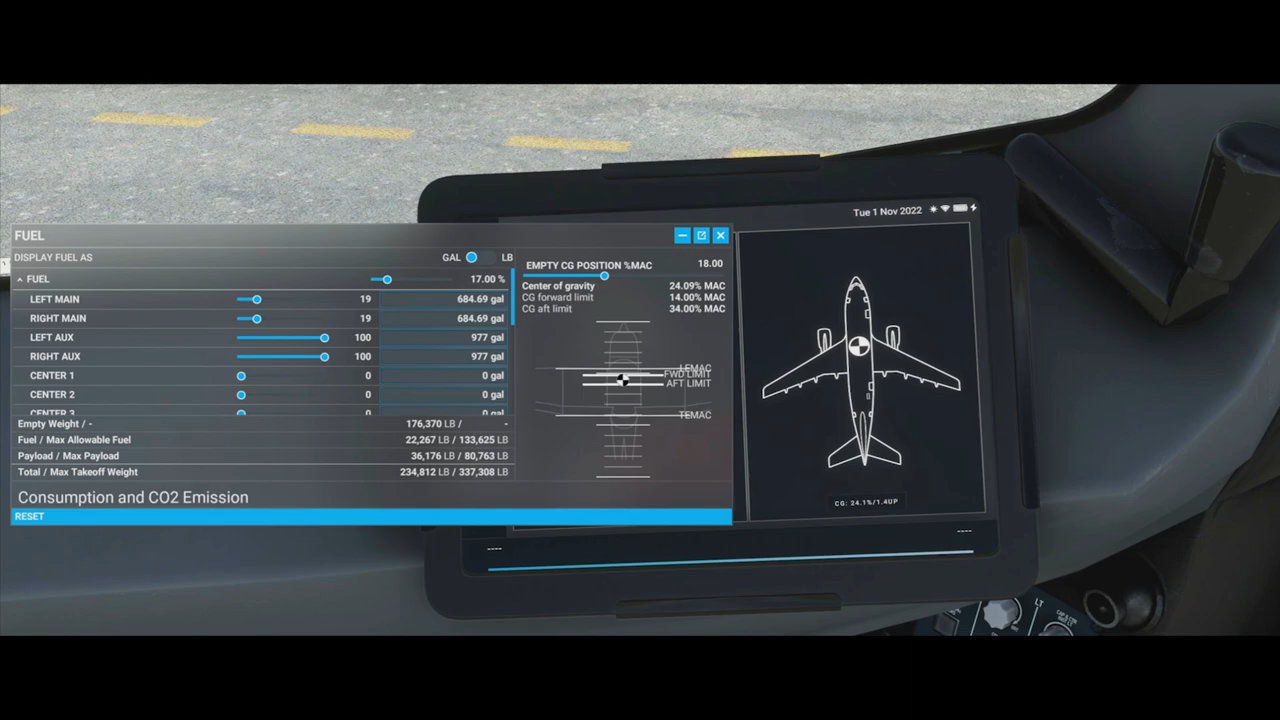 FUEL
DISPLAY FUEL AS GAL LB
FUEL 17.00 %
LEFT MAIN 19 684.69 gal
RIGHT MAIN 19 684.69 gal
LEFT AUX 100 977 gal
RIGHT AUX 100 977 gal
CENTER 1 0 0 gal
CENTER 2 0 0 gal
CENTER 3 0 0 gal
Empty Weight / - 176,370 LB / -
Fuel / Max Allowable Fuel 22,267 LB / 133,625 LB
Payload / Max Payload 36,176 LB / 80,763 LB
Total / Max Takeoff Weight 234,812 LB / 337,308 LB
Consumption and CO2 Emission
RESET
EMPTY CG POSITION %MAC 18.00
Center of gravity 24.09% MAC
CG forward limit 14.00% MAC
CG aft limit 34.00% MAC
LEMAC
FWD LIMIT
AFT LIMIT
TEMAC
Tue 1 Nov 2022
CG: 24.1%/1.4UP
---- ----
LT